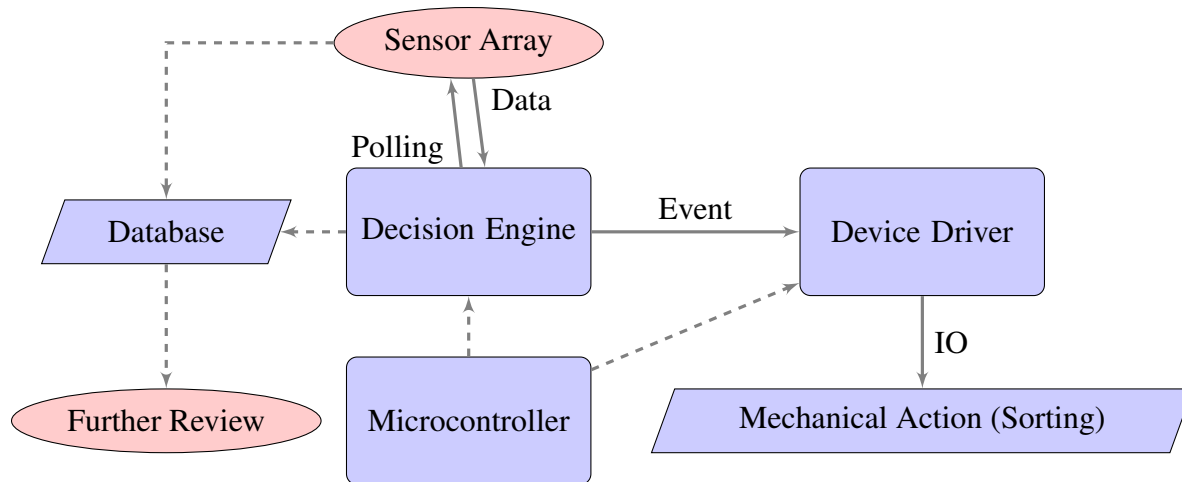 Sensor Array
Data
Polling
Database
Decision Engine
Event
Device Driver
IO
Further Review
Microcontroller
Mechanical Action (Sorting)